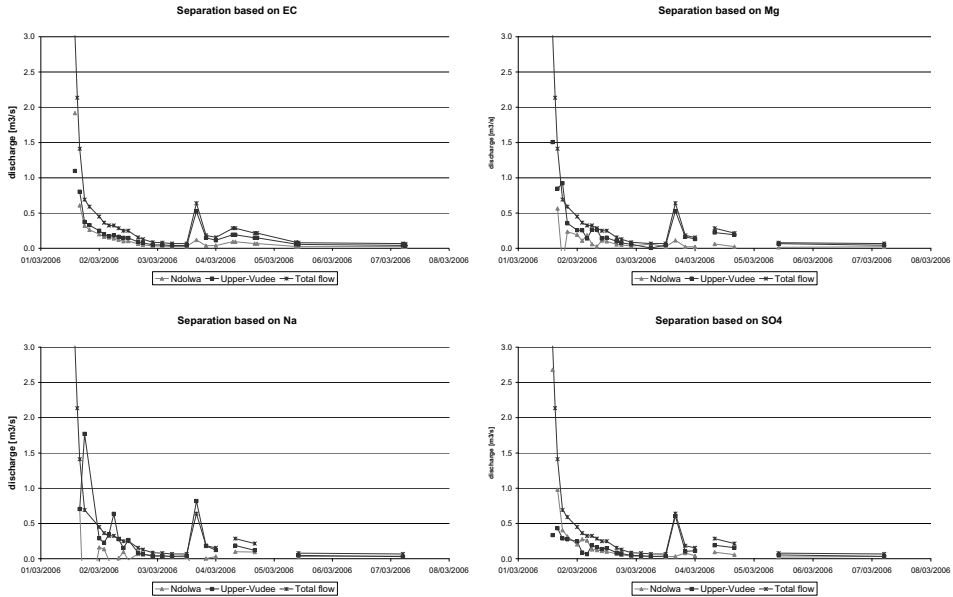 Separation based on EC
3.0
2.5
2.0
1.5
1.0
0.5
0.0
discharge [m3/s]
01/03/2006 02/03/2006 03/03/2006 04/03/2006 05/03/2006 06/03/2006 07/03/2006 08/03/2006
Ndolwa Upper-Vudee Total flow
Separation based on Mg
3.0
2.5
2.0
1.5
1.0
0.5
0.0
discharge [m3/s]
01/03/2006 02/03/2006 03/03/2006 04/03/2006 05/03/2006 06/03/2006 07/03/2006 08/03/2006
Ndolwa Upper-Vudee Total flow
Separation based on Na
3.0
2.5
2.0
1.5
1.0
0.5
0.0
discharge [m3/s]
01/03/2006 02/03/2006 03/03/2006 04/03/2006 05/03/2006 06/03/2006 07/03/2006 08/03/2006
Ndolwa Upper-Vudee Total flow
Separation based on SO4
3.0
2.5
2.0
1.5
1.0
0.5
0.0
discharge [m3/s]
01/03/2006 02/03/2006 03/03/2006 04/03/2006 05/03/2006 06/03/2006 07/03/2006 08/03/2006
Ndolwa Upper-Vudee Total flow